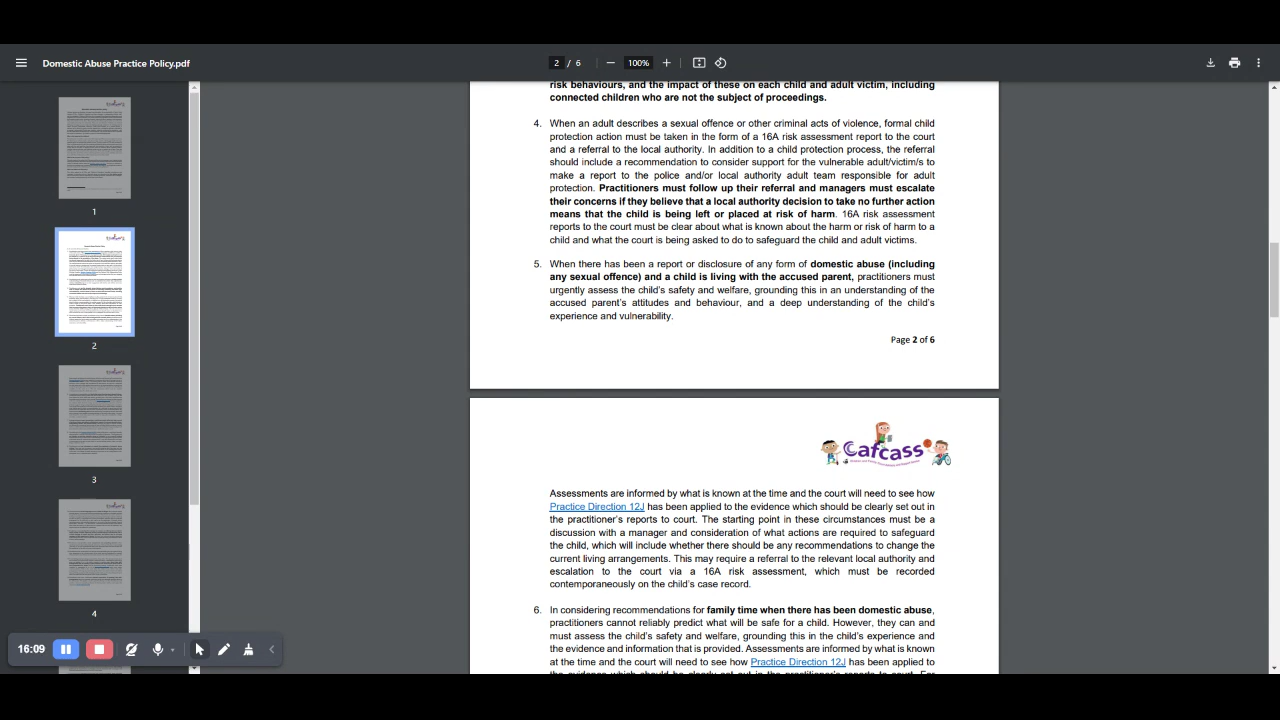 Domestic Abuse Practice Policy.pdf
2 / 6
100%
1
2
3
4
risk behaviours, and the impact of these on each child and adult victim, including
connected children who are not the subject of proceedings.
4. When an adult describes a sexual offence or other criminal acts of violence, formal child
protection action must be taken in the form of a 16A risk assessment report to the court
and a referral to the local authority. In addition to a child protection process, the referral
should include a recommendation to consider support for the vulnerable adult/victim/s to
make a report to the police and/or local authority adult team responsible for adult
protection. Practitioners must follow up their referral and managers must escalate
their concerns if they believe that a local authority decision to take no further action
means that the child is being left or placed at risk of harm. 16A risk assessment
reports to the court must be clear about what is known about the harm or risk of harm to a
child and what the court is being asked to do to safeguard the child and adult victims.
5. When there has been a report or disclosure of any form of domestic abuse (including
any sexual offence) and a child is living with the accused parent, practitioners must
urgently assess the child's safety and welfare, grounding this in an understanding of the
accused parent's attitudes and behaviour, and a deep understanding of the child's
experience and vulnerability.
Page 2 of 6
Cafcass
Assessments are informed by what is known at the time and the court will need to see how
Practice Direction 12J has been applied to the evidence which should be clearly set out in
the practitioner's reports to court. The starting point in these circumstances must be a
discussion with a manager and consideration of what actions are required to safeguard
the child, which will include whether there should be any recommendations to change the
current living arrangements. This may require a referral to the relevant local authority and
escalation to the court via a 16A risk assessment, which must be recorded
contemporaneously on the child's case record.
6. In considering recommendations for family time when there has been domestic abuse,
practitioners cannot reliably predict what will be safe for a child. However, they can and
must assess the child's safety and welfare, grounding this in the child's experience and
the evidence and information that is provided. Assessments are informed by what is known
at the time and the court will need to see how Practice Direction 12J has been applied to
the evidence which should be clearly set out in the practitioner's reports to court. For
16:09